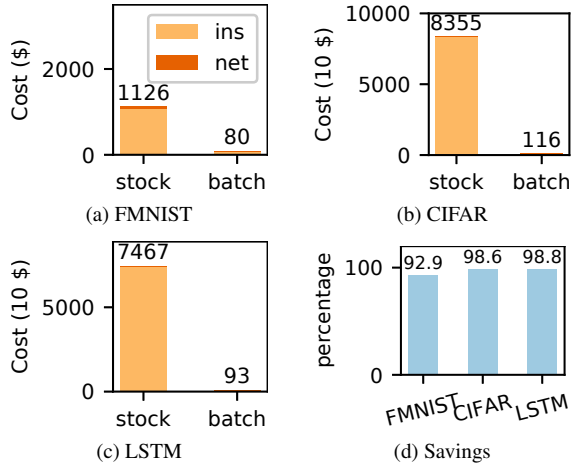 Cost ($)
2000
0
ins
net
1126
80
stock
batch
(a) FMNIST
Cost (10 $)
10000
5000
0
8355
116
stock
batch
(b) CIFAR
Cost (10 $)
5000
0
7467
93
stock
batch
(c) LSTM
percentage
100
0
92.9
98.6
98.8
FMNIST
CIFAR
LSTM
(d) Savings